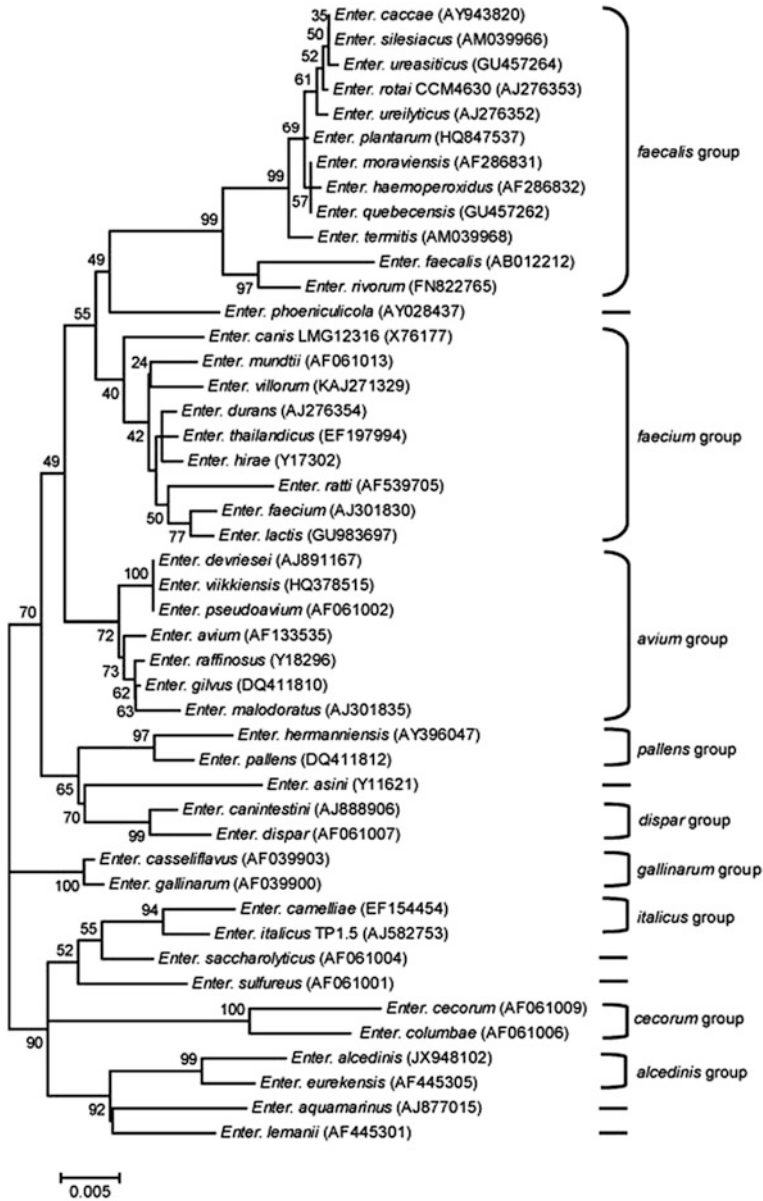 35 Enter. caccae (AY943820)
50 Enter. silesiacus (AM039966)
52 Enter. ureasiticus (GU457264)
61 Enter. rotai CCM4630 (AJ276353)
Enter. ureilyticus (AJ276352)
69 Enter. plantarum (HQ847537)
faecalis group
Enter. moraviensis (AF286831)
99 Enter. haemoperoxidus (AF286832)
57 Enter. quebecensis (GU457262)
99 Enter. termitis (AM039968)
49 Enter. faecalis (AB012212)
97 Enter. rivorum (FN822765)
55 Enter. phoeniculicola (AY028437)
Enter. canis LMG12316 (X76177)
24 Enter. mundtii (AF061013)
40 Enter. villorum (KAJ271329)
Enter. durans (AJ276354)
42 Enter. thailandicus (EF197994)
faecium group
49 Enter. hirae (Y17302)
Enter. ratti (AF539705)
50 Enter. faecium (AJ301830)
77 Enter. lactis (GU983697)
Enter. devriesei (AJ891167)
100 Enter. viikkiensis (HQ378515)
70 Enter. pseudoavium (AF061002)
72 Enter. avium (AF133535)
avium group
73 Enter. raffinosus (Y18296)
62 Enter. gilvus (DQ411810)
63 Enter. malodoratus (AJ301835)
97 Enter. hermanniensis (AY396047)
pallens group
Enter. pallens (DQ411812)
65 Enter. asini (Y11621)
70 Enter. canintestini (AJ888906)
dispar group
99 Enter. dispar (AF061007)
Enter. casseliflavus (AF039903)
gallinarum group
100 Enter. gallinarum (AF039900)
94 Enter. camelliae (EF154454)
italicus group
55 Enter. italicus TP1.5 (AJ582753)
52 Enter. saccharolyticus (AF061004)
Enter. sulfureus (AF061001)
100 Enter. cecorum (AF061009)
cecorum group
90 Enter. columbae (AF061006)
99 Enter. alcedinis (JX948102)
alcedinis group
Enter. eurekensis (AF445305)
92 Enter. aquamarinus (AJ877015)
Enter. lemanii (AF445301)
0.005